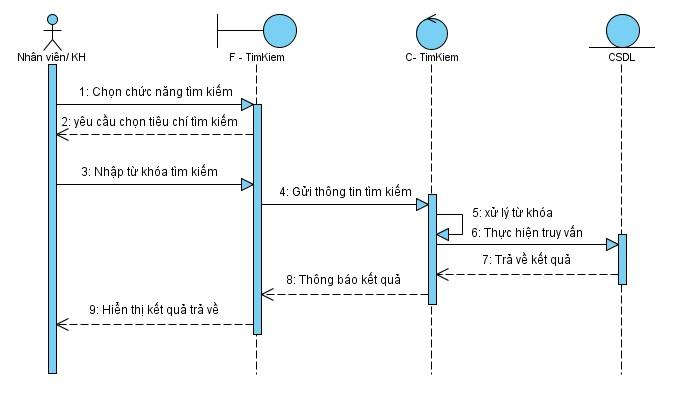 Nhân viên/ KH
F - TimKiem
C- TimKiem
CSDL
1: Chọn chức năng tìm kiếm
2: yêu cầu chọn tiêu chí tìm kiếm
3: Nhập từ khóa tìm kiếm
4: Gửi thông tin tìm kiếm
5: xử lý từ khóa
6: Thực hiện truy vấn
7: Trả về kết quả
8: Thông báo kết quả
9: Hiển thị kết quả trả về